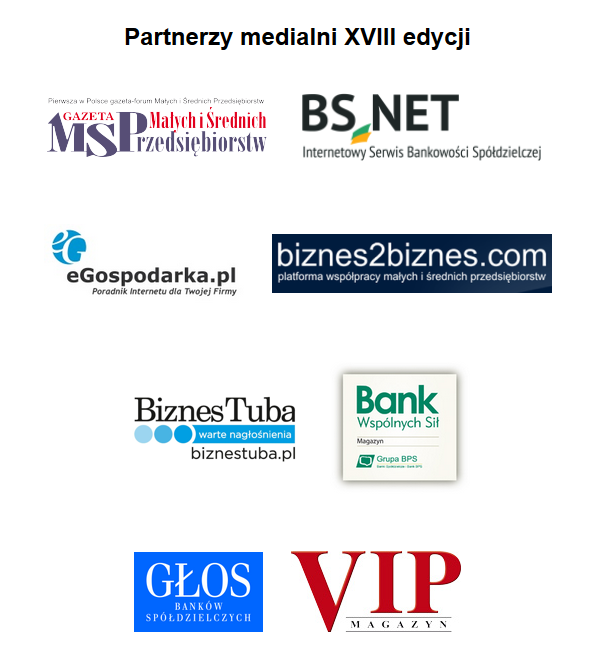 Partnerzy medialni XVIII edycji
Pierwsza w Polsce gazeta-forum Małych i Średnich Przedsiębiorstw
GAZETA
MSP Małych i Średnich
Przedsiębiorstw
BS.NET
Internetowy Serwis Bankowości Spółdzielczej
eGospodarka.pl
Poradnik Internetu dla Twojej Firmy
biznes2biznes.com
platforma współpracy małych i średnich przedsiębiorstw
BiznesTuba
warte nagłośnienia
biznestuba.pl
Bank
Wspólnych Sił
Magazyn
Grupa BPS
GŁOS
BANKÓW
SPÓŁDZIELCZYCH
VIP
MAGAZYN